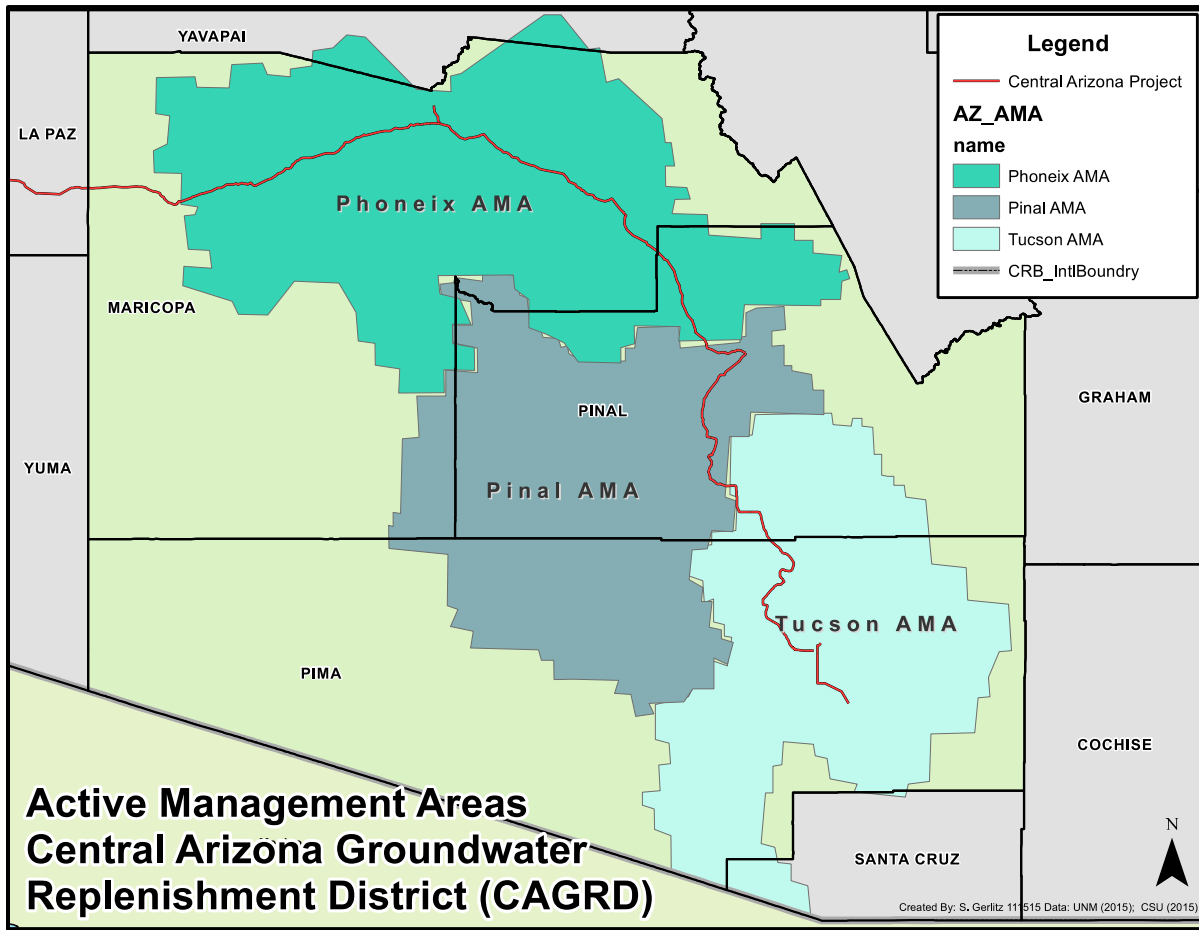 YAVAPAI
LA PAZ
Phoneix AMA
MARICOPA
YUMA
PINAL
Pinal AMA
GRAHAM
Tucson AMA
PIMA
COCHISE
SANTA CRUZ
Legend
Central Arizona Project
AZ_AMA
name
Phoneix AMA
Pinal AMA
Tucson AMA
CRB_IntlBoundry
Active Management Areas
Central Arizona Groundwater
Replenishment District (CAGRD)
N
Created By: S. Gerlitz 111515 Data: UNM (2015); CSU (2015)